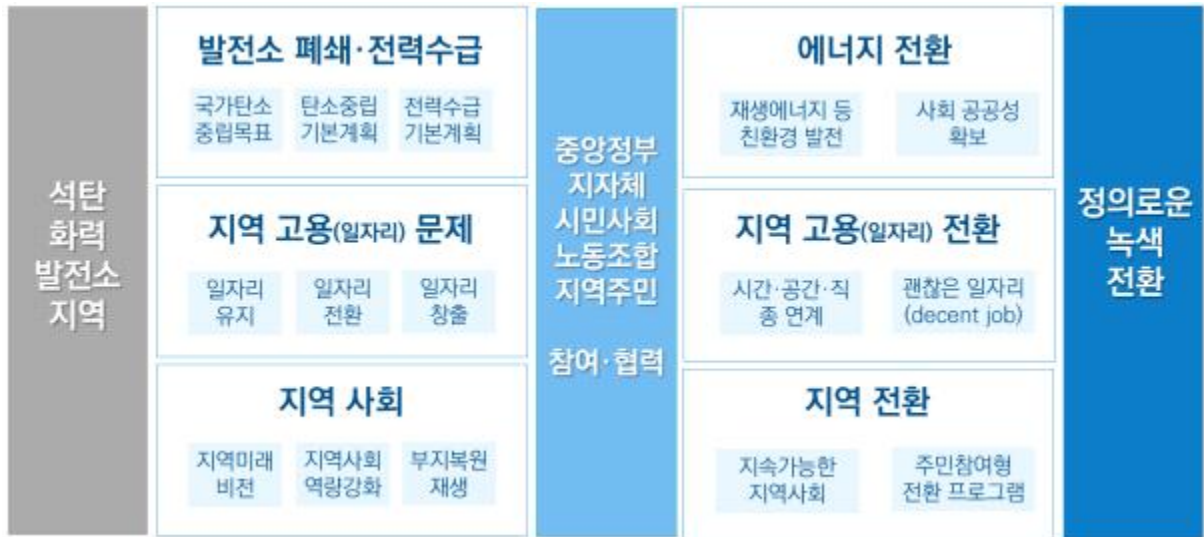 석탄
화력
발전소
지역
발전소 폐쇄·전력수급
국가탄소
중립목표
탄소중립
기본계획
전력수급
기본계획
지역 고용(일자리) 문제
일자리
유지
일자리
전환
일자리
창출
지역 사회
지역미래
비전
지역사회
역량강화
부지복원
재생
중앙정부
지자체
시민사회
노동조합
지역주민
참여·협력
에너지 전환
재생에너지 등
친환경 발전
사회 공공성
확보
지역 고용(일자리) 전환
시간·공간·직
종 연계
괜찮은 일자리
(decent job)
지역 전환
지속가능한
지역사회
주민참여형
전환 프로그램
정의로운
녹색
전환